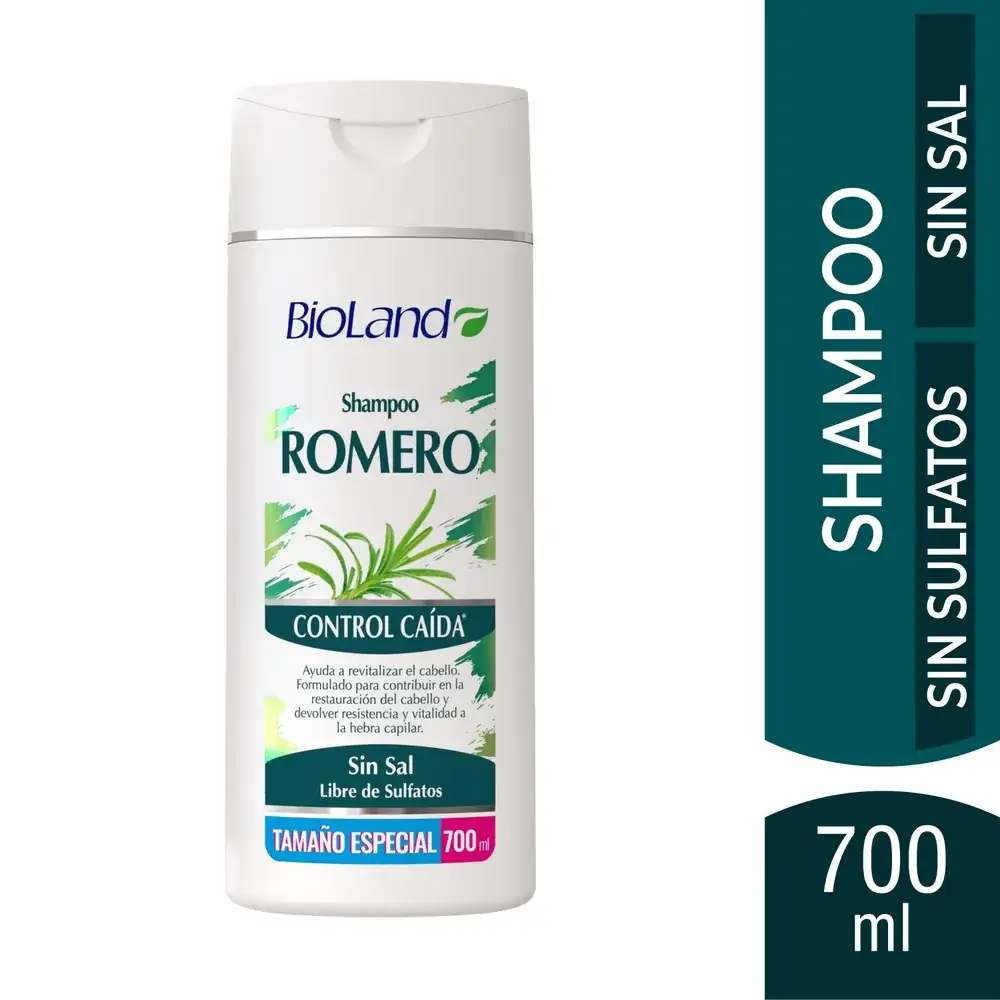 BioLand
Shampoo
ROMERO
CONTROL CAÍDA*
Ayuda a revitalizar el cabello.
Formulado para contribuir en la
restauración del cabello y
devolver resistencia y vitalidad a
la hebra capilar.
Sin Sal
Libre de Sulfatos
TAMAÑO ESPECIAL 700 ml
SHAMPOO
SIN SULFATOS
SIN SAL
700
ml